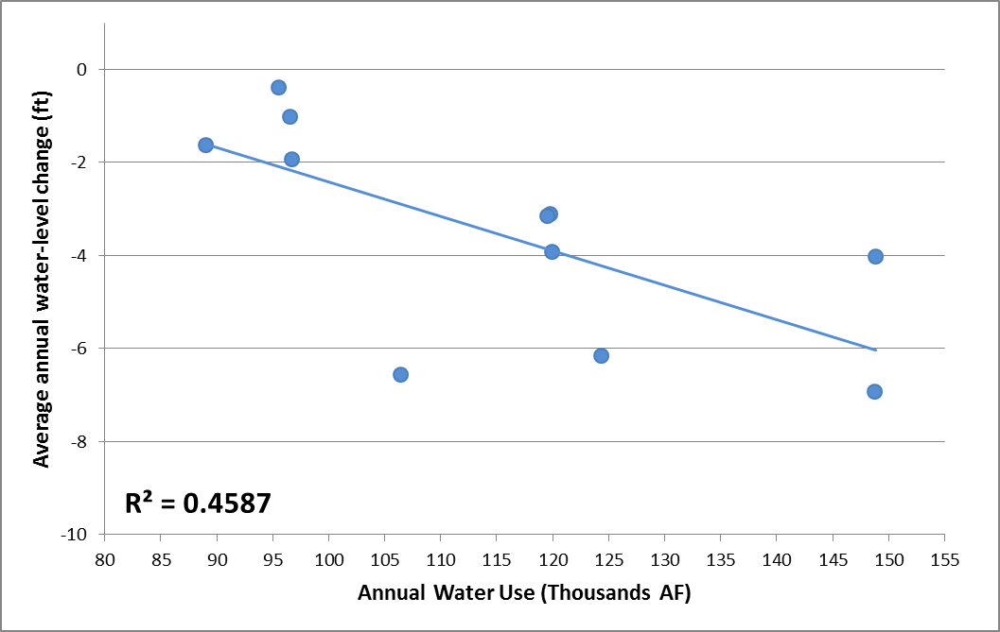 0
-2
-4
-6
-8
-10
Average annual water-level change (ft)
R² = 0.4587
80 85 90 95 100 105 110 115 120 125 130 135 140 145 150 155
Annual Water Use (Thousands AF)